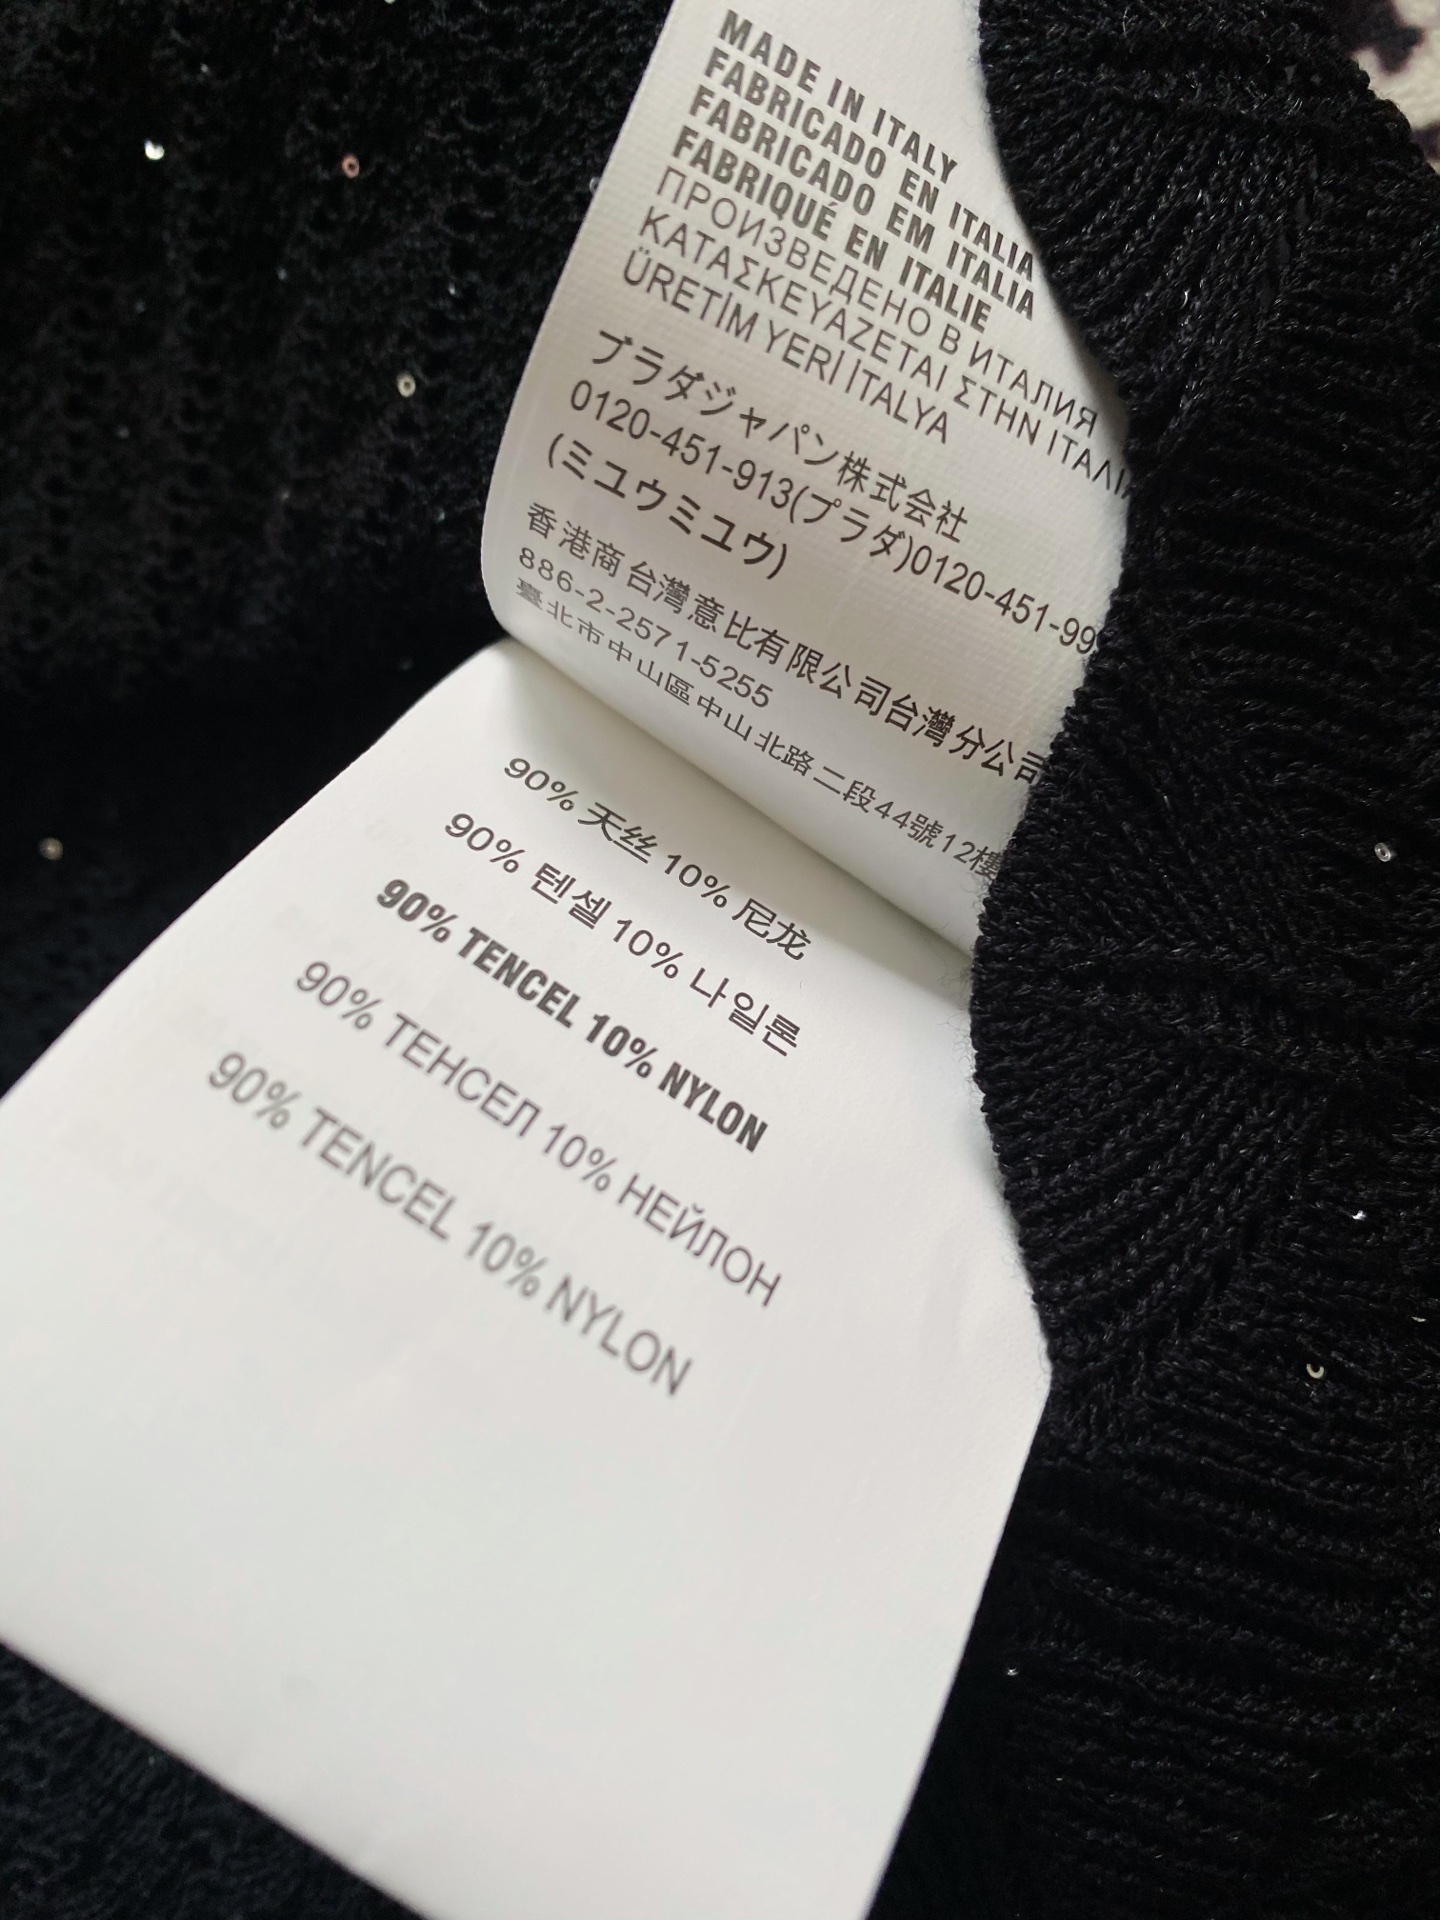 MADE IN ITALY
FABRICADO EN ITALIA
FABRICADO EM ITALIA
FABRIQUÉ EN ITALIE
ПРОИЗВЕДЕНО В ИТАЛИЯ
ΚΑΤΑΣΚΕΥΑΖΕΤΑΙ ΣΤΗΝ ΙΤΑΛΙΑ
ÜRETİM YERİ İTALYA
プラダジャパン株式会社
0120-451-913(プラダ)0120-451-99
(ミユウミユウ)
香港商台灣意比有限公司台灣分公司
886-2-2571-5255
臺北市中山區中山北路二段44號12樓
90% 天丝 10% 尼龙
90% 텐셀 10% 나일론
90% TENCEL 10% NYLON
90% ТЕНСЕЛ 10% НЕЙЛОН
90% TENCEL 10% NYLON